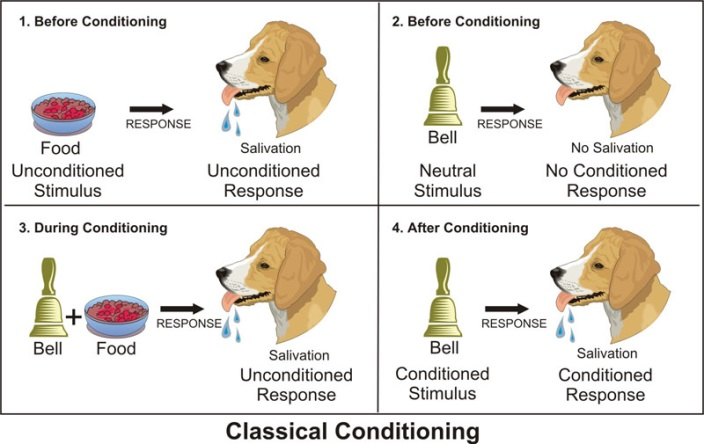 1. Before Conditioning
RESPONSE
Food
Unconditioned
Stimulus
Salivation
Unconditioned
Response
2. Before Conditioning
RESPONSE
Bell
Neutral
Stimulus
No Salivation
No Conditioned
Response
3. During Conditioning
+
RESPONSE
Bell
Food
Salivation
Unconditioned
Response
4. After Conditioning
RESPONSE
Bell
Conditioned
Stimulus
Salivation
Conditioned
Response
Classical Conditioning